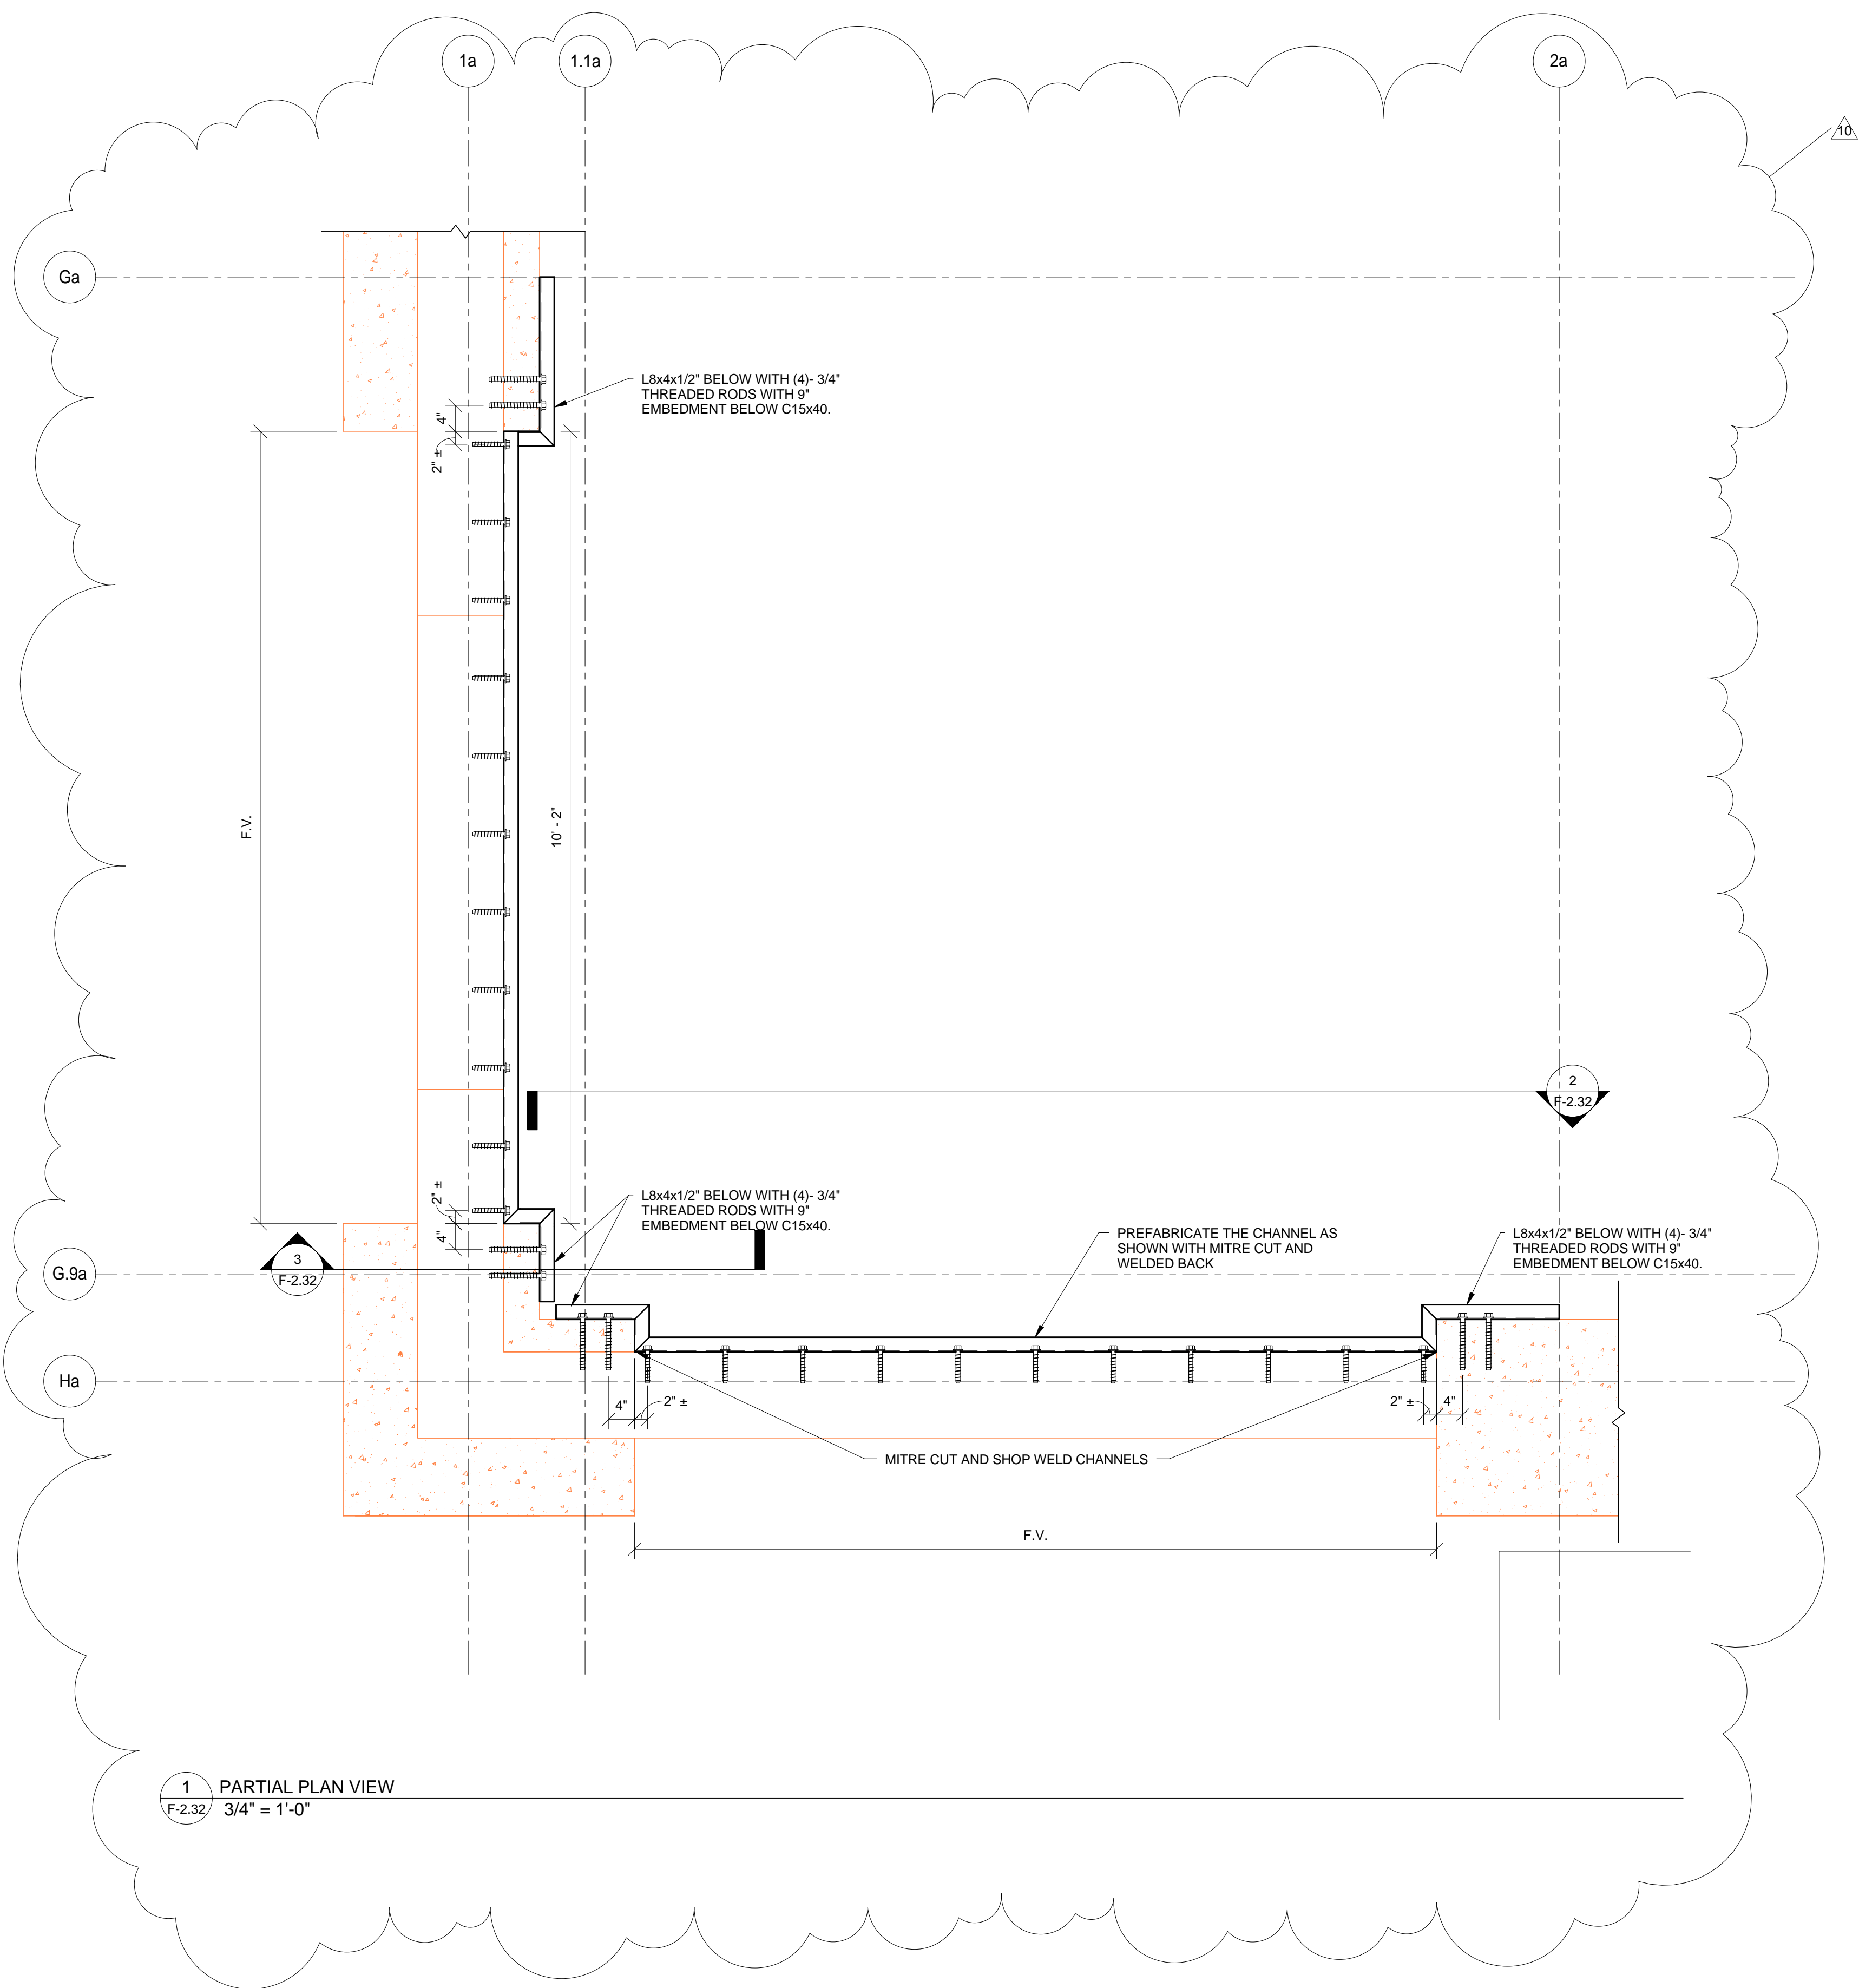 1a
1.1a
2a
10
Ga
L8x4x1/2" BELOW WITH (4)- 3/4"
THREADED RODS WITH 9"
EMBEDMENT BELOW C15x40.
4"
2" ±
F.V.
10' - 2"
2
F-2.32
2" ±
4"
L8x4x1/2" BELOW WITH (4)- 3/4"
THREADED RODS WITH 9"
EMBEDMENT BELOW C15x40.
PREFABRICATE THE CHANNEL AS
SHOWN WITH MITRE CUT AND
WELDED BACK
L8x4x1/2" BELOW WITH (4)- 3/4"
THREADED RODS WITH 9"
EMBEDMENT BELOW C15x40.
3
F-2.32
G.9a
Ha
4"
2" ±
2" ±
4"
MITRE CUT AND SHOP WELD CHANNELS
F.V.
1
F-2.32
PARTIAL PLAN VIEW
3/4" = 1'-0"